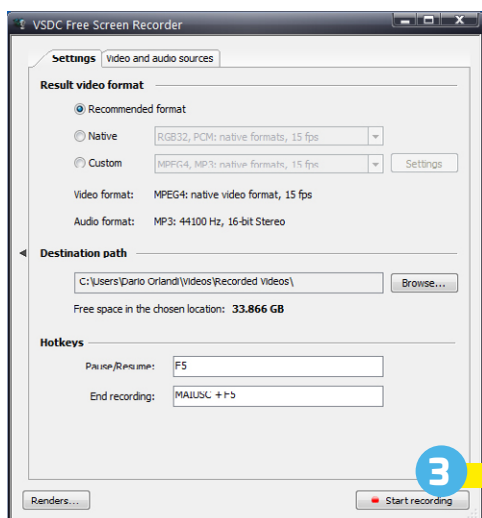 VSDC Free Screen Recorder
Settings Video and audio sources
Result video format
Recommended format
Native RGB32, PCM: native formats, 15 fps
Custom MPEG4, MP3: native formats, 15 fps Settings
Video format: MPEG4: native video format, 15 fps
Audio format: MP3: 44100 Hz, 16-bit Stereo
Destination path
C:\Users\Dario Orlandi\Videos\Recorded Videos\ Browse...
Free space in the chosen location: 33.866 GB
Hotkeys
Pause/Resume: F5
End recording: MAIUSC + F5
3
Renders... Start recording